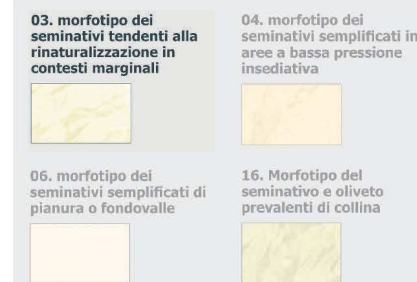 03. morfotipo dei
seminativi tendenti alla
rinaturalizzazione in
contesti marginali
04. morfotipo dei
seminativi semplificati in
aree a bassa pressione
insediativa
06. morfotipo dei
seminativi semplificati di
pianura o fondovalle
16. Morfotipo del
seminativo e oliveto
prevalenti di collina